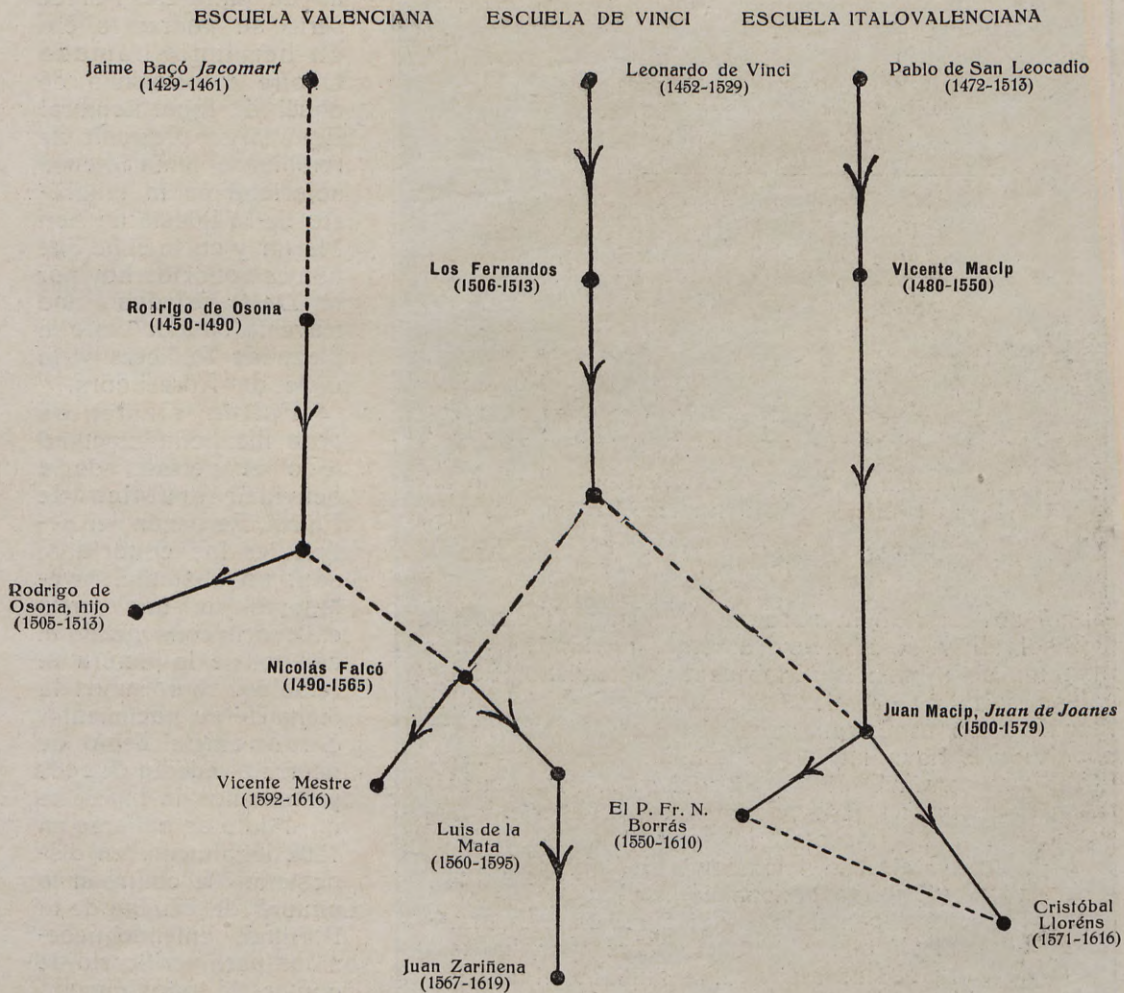 ESCUELA VALENCIANA
ESCUELA DE VINCI
ESCUELA ITALOVALENCIANA
Jaime Baçó Jacomart
(1429-1461)
Leonardo de Vinci
(1452-1529)
Pablo de San Leocadio
(1472-1513)
Los Fernandos
(1506-1513)
Vicente Macip
(1480-1550)
Rodrigo de Osona
(1450-1490)
Rodrigo de
Osona, hijo
(1505-1513)
Nicolás Falcó
(1490-1565)
Juan Macip, Juan de Joanes
(1500-1579)
Vicente Mestre
(1592-1616)
El P. Fr. N.
Borrás
(1550-1610)
Luis de la
Mata
(1560-1595)
Cristóbal
Lloréns
(1571-1616)
Juan Zariñena
(1567-1619)